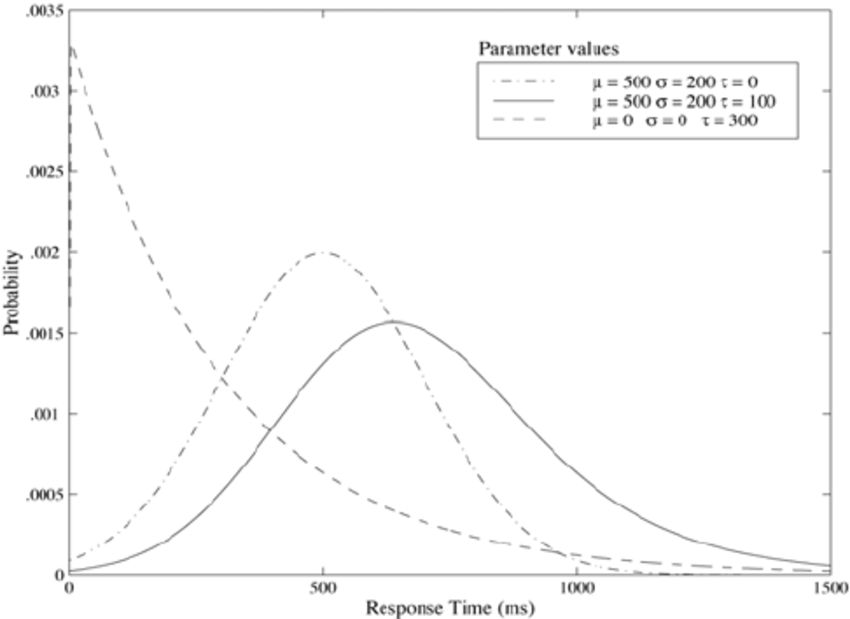 .0035
.003
.0025
.002
.0015
.001
.0005
0
Probability
Parameter values
μ = 500 σ = 200 τ = 0
μ = 500 σ = 200 τ = 100
μ = 0 σ = 0 τ = 300
0 500 1000 1500
Response Time (ms)